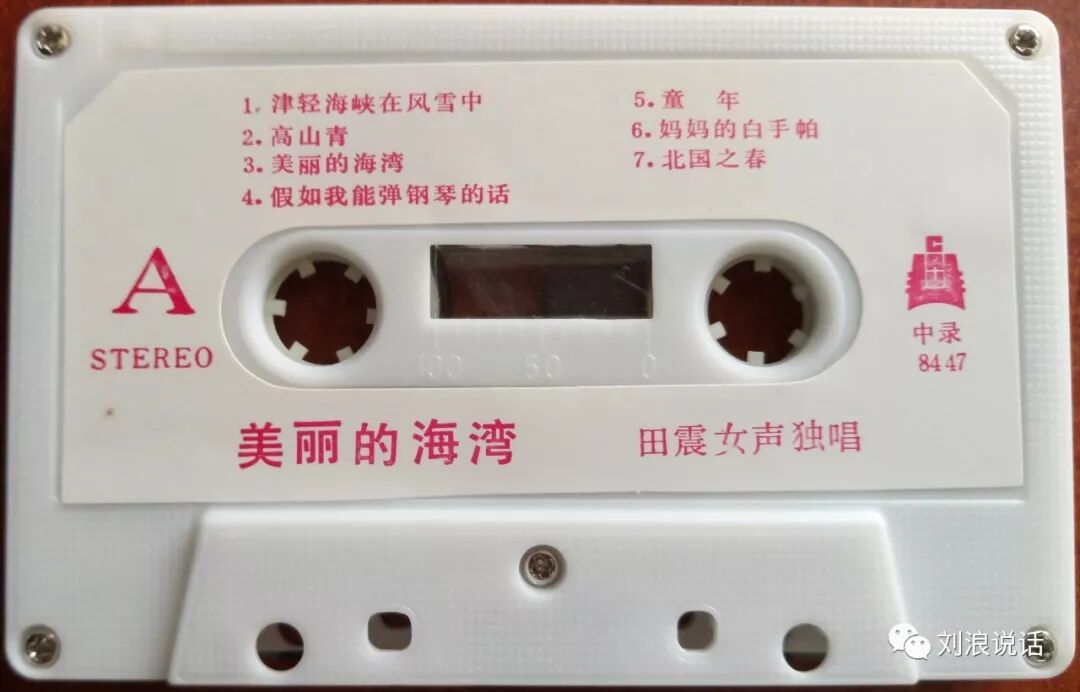 1. 津轻海峡在风雪中
2. 高山青
3. 美丽的海湾
4. 假如我能弹钢琴的话
5. 童 年
6. 妈妈的白手帕
7. 北国之春
A
STEREO
100 50 0
中录
8447
美丽的海湾 田震女声独唱
刘浪说话